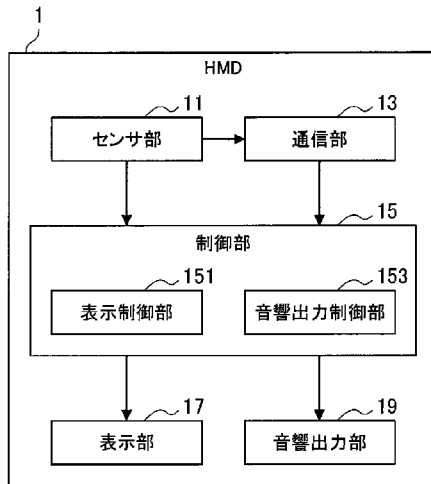 1
HMD
11
13
センサ部
通信部
15
制御部
151
153
表示制御部
音響出力制御部
17
19
表示部
音響出力部